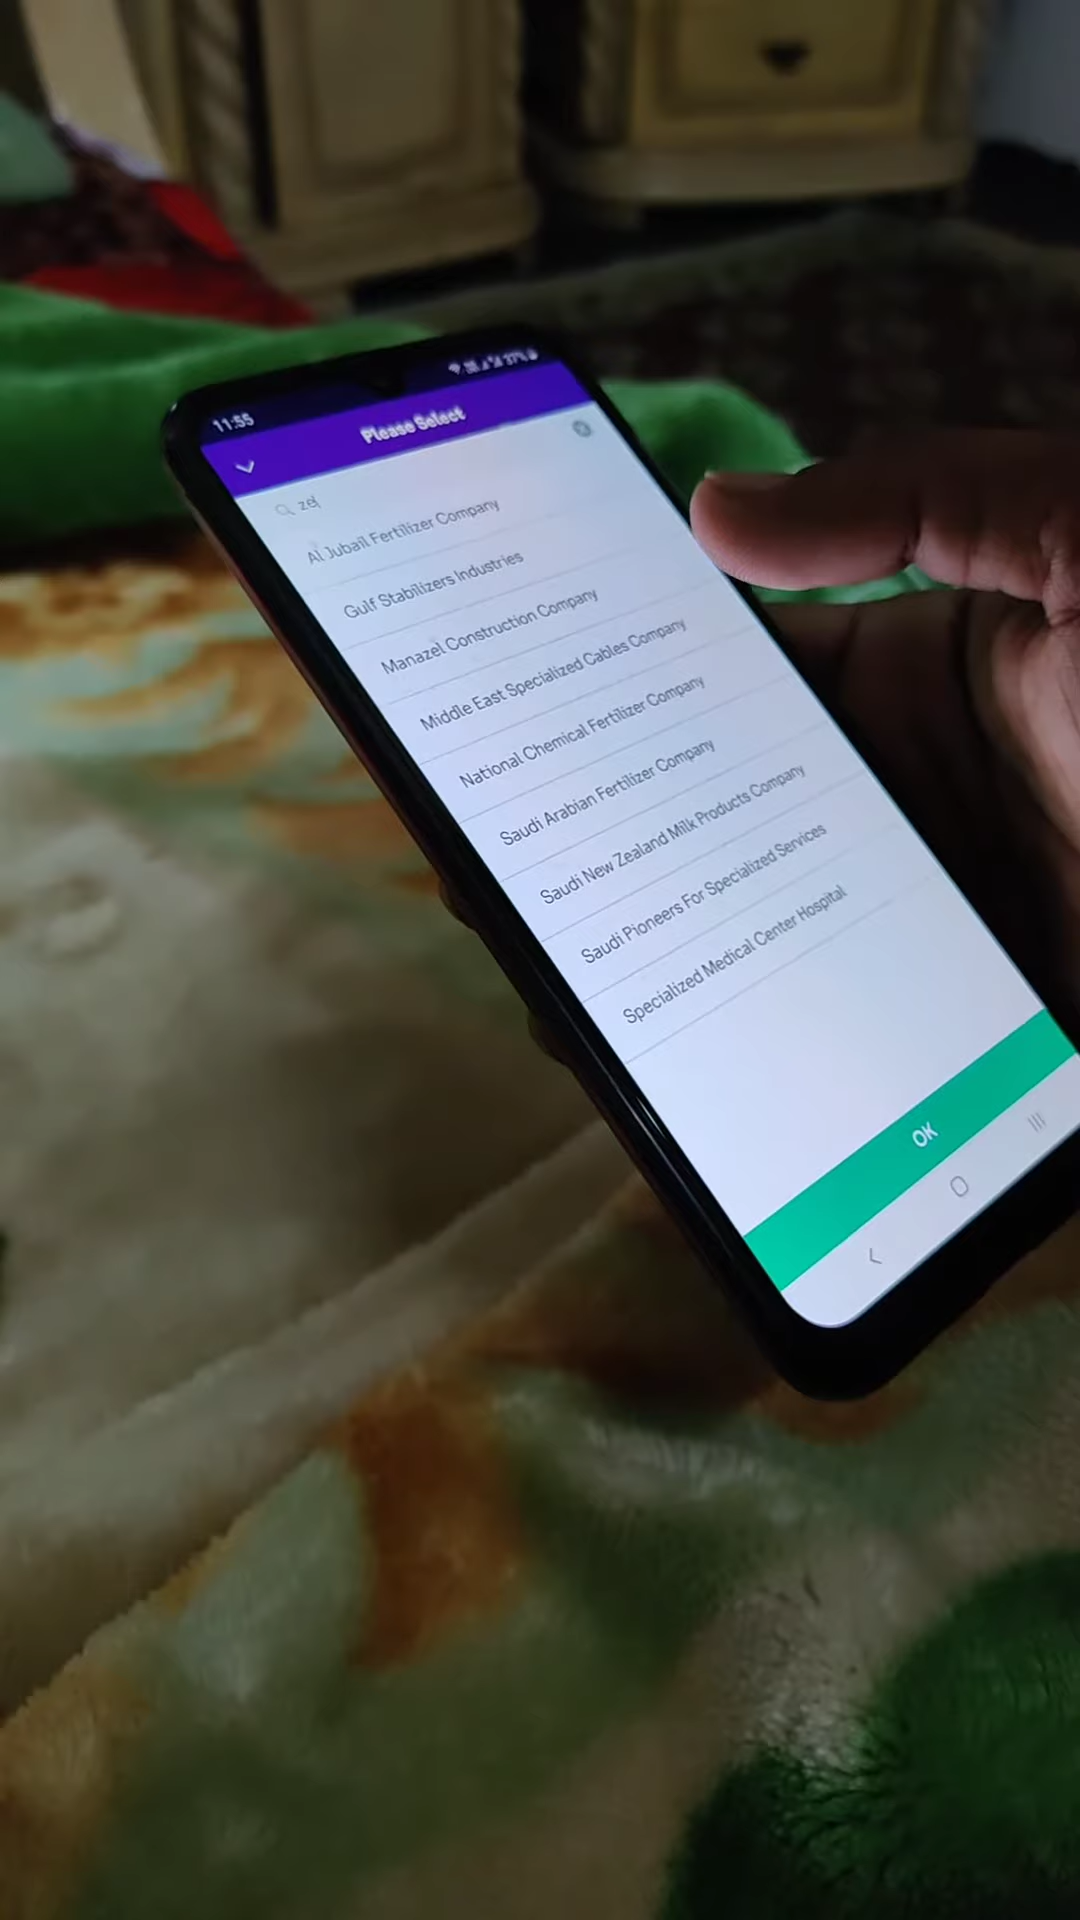 11:55
37%
Please Select
Al Jubail Fertilizer Company
Gulf Stabilizers Industries
Manazel Construction Company
Middle East Specialized Cables Company
National Chemical Fertilizer Company
Saudi Arabian Fertilizer Company
Saudi New Zealand Milk Products Company
Saudi Pioneers For Specialized Services
Specialized Medical Center Hospital
OK